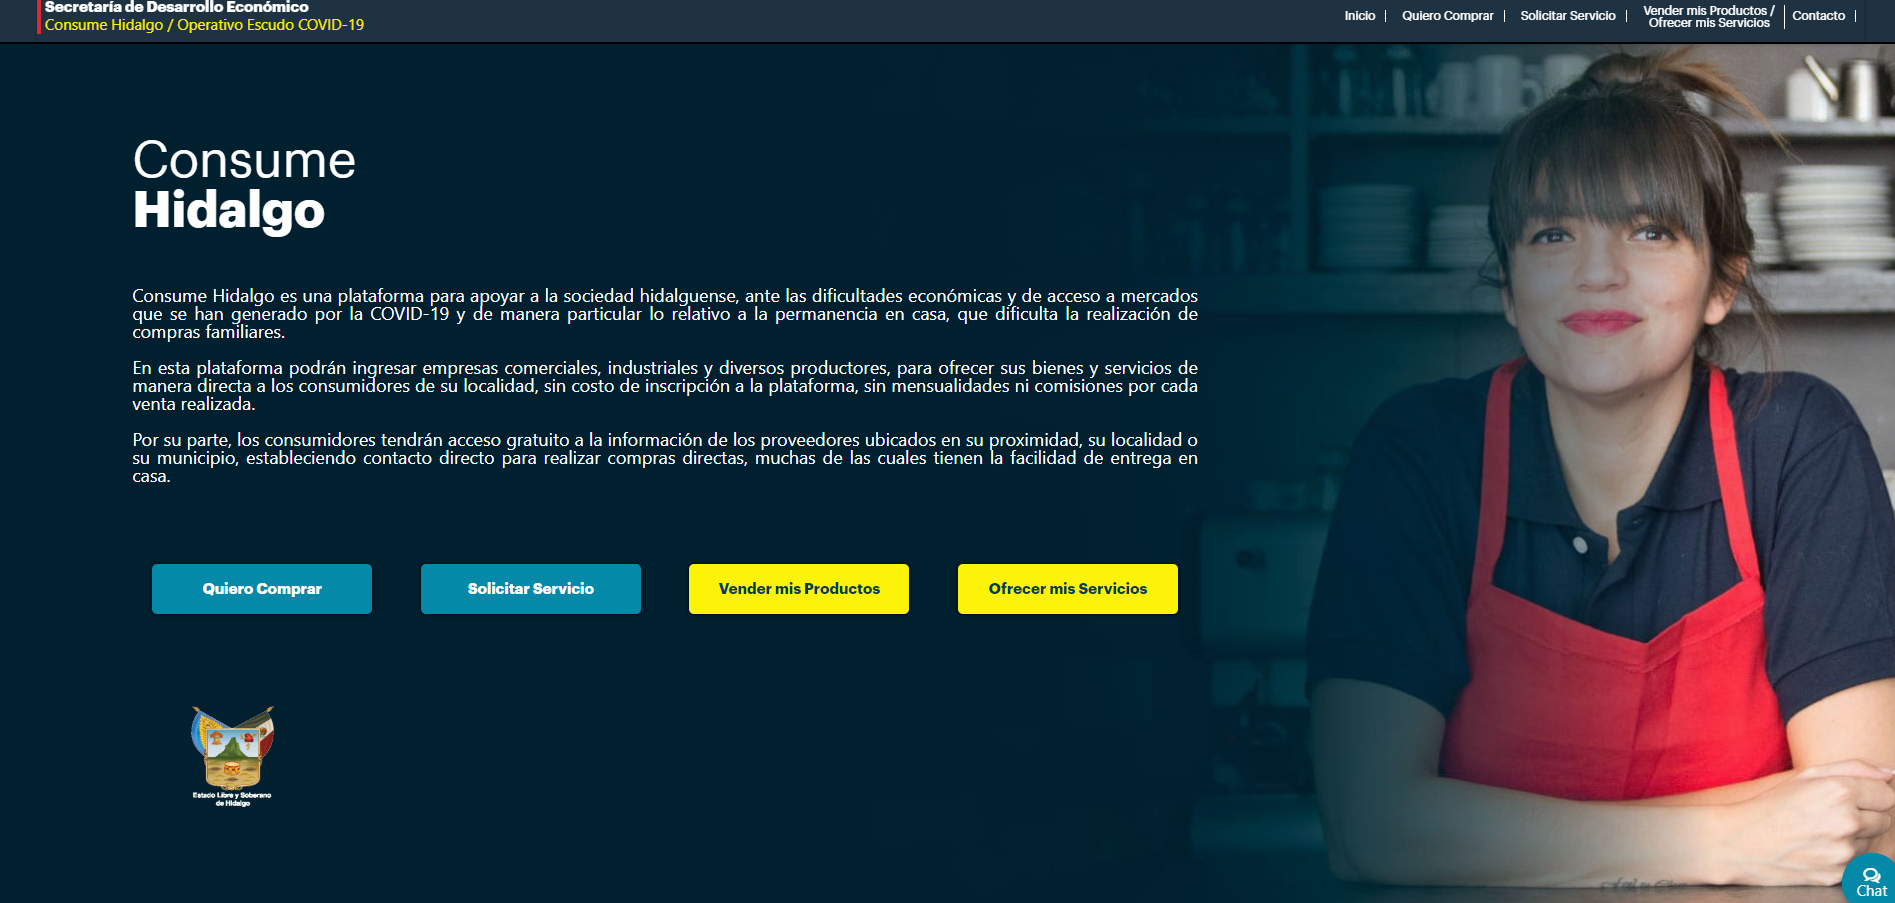 Secretaría de Desarrollo Económico
Consume Hidalgo / Operativo Escudo COVID-19
Inicio | Quiero Comprar | Solicitar Servicio | Vender mis Productos / Ofrecer mis Servicios | Contacto |
Consume
Hidalgo
Consume Hidalgo es una plataforma para apoyar a la sociedad hidalguense, ante las dificultades económicas y de acceso a mercados
que se han generado por la COVID-19 y de manera particular lo relativo a la permanencia en casa, que dificulta la realización de
compras familiares.
En esta plataforma podrán ingresar empresas comerciales, industriales y diversos productores, para ofrecer sus bienes y servicios de
manera directa a los consumidores de su localidad, sin costo de inscripción a la plataforma, sin mensualidades ni comisiones por cada
venta realizada.
Por su parte, los consumidores tendrán acceso gratuito a la información de los proveedores ubicados en su proximidad, su localidad o
su municipio, estableciendo contacto directo para realizar compras directas, muchas de las cuales tienen la facilidad de entrega en
casa.
Quiero Comprar
Solicitar Servicio
Vender mis Productos
Ofrecer mis Servicios
Estado Libre y Soberano
de Hidalgo
Chat